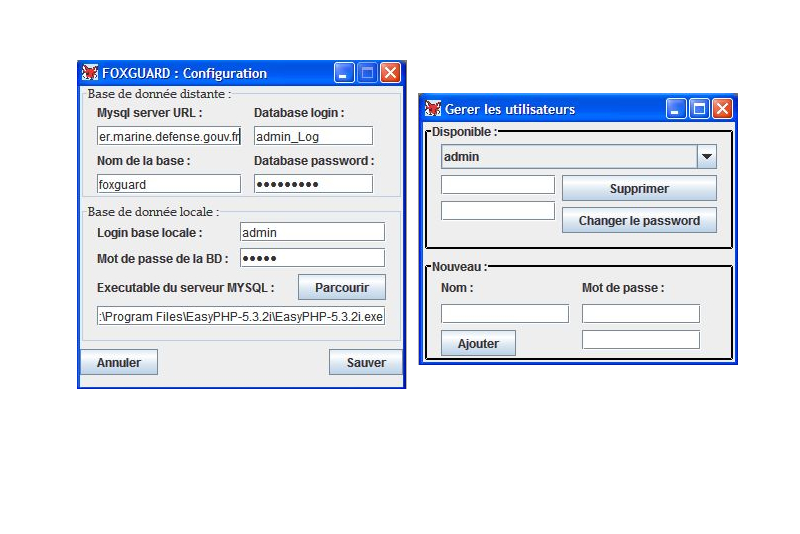 FOXGUARD : Configuration
Base de donnée distante :
Mysql server URL :
Database login :
er.marine.defense.gouv.fr
admin_Log
Nom de la base :
Database password :
foxguard
●●●●●●●●●
Base de donnée locale :
Login base locale :
admin
Mot de passe de la BD :
●●●●●
Executable du serveur MYSQL :
Parcourir
:\Program Files\EasyPHP-5.3.2i\EasyPHP-5.3.2i.exe
Annuler
Sauver
Gerer les utilisateurs
Disponible :
admin
Supprimer
Changer le password
Nouveau :
Nom :
Mot de passe :
Ajouter